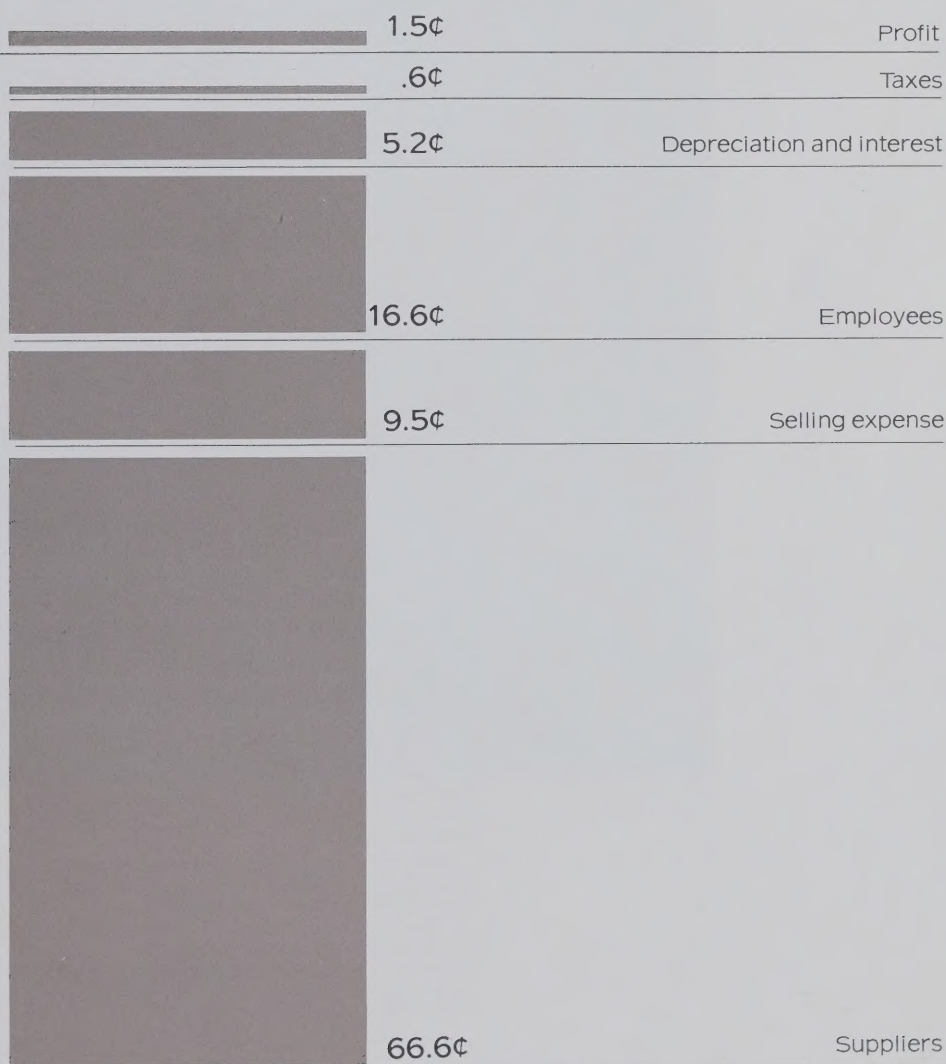 1.5¢ Profit
.6¢ Taxes
5.2¢ Depreciation and interest
16.6¢ Employees
9.5¢ Selling expense
66.6¢ Suppliers